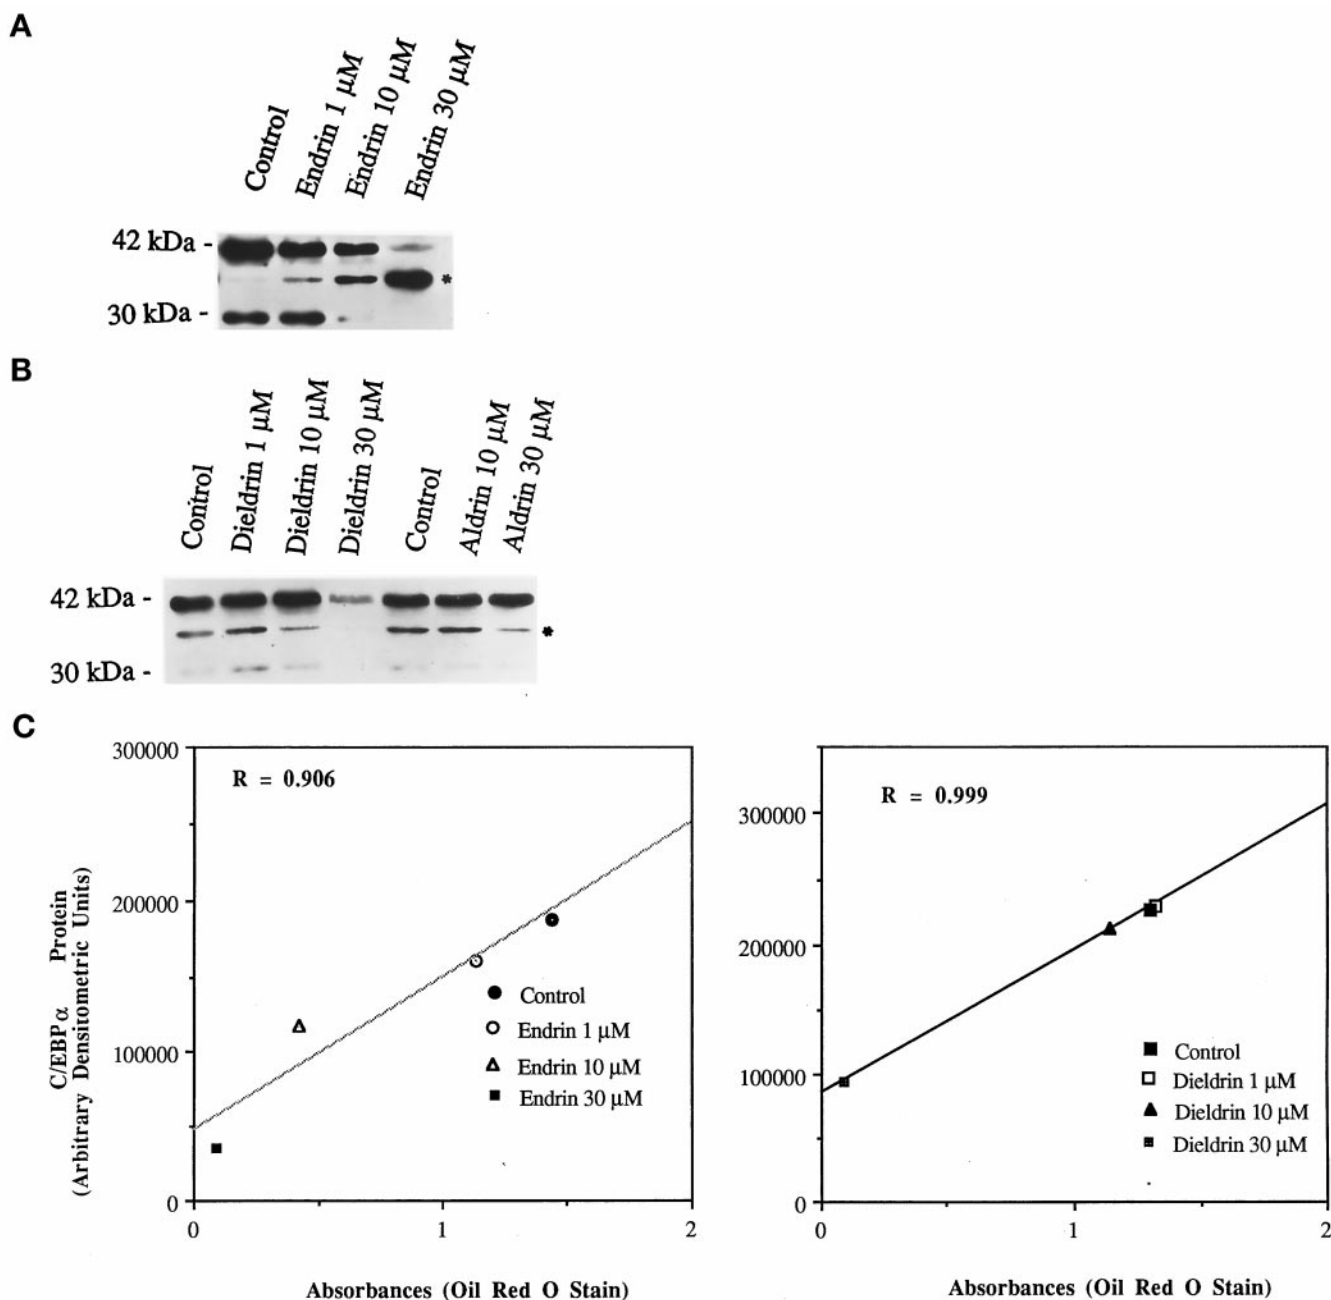 A
Control
Endrin 1 µM
Endrin 10 µM
Endrin 30 µM
42 kDa -
*
30 kDa -
B
Control
Dieldrin 1 µM
Dieldrin 10 µM
Dieldrin 30 µM
Control
Aldrin 10 µM
Aldrin 30 µM
42 kDa -
*
30 kDa -
C
C/EBPα Protein
(Arbitrary Densitometric Units)
300000
200000
100000
0
R = 0.906
Control
Endrin 1 µM
Endrin 10 µM
Endrin 30 µM
0
1
2
Absorbances (Oil Red O Stain)
300000
200000
100000
0
R = 0.999
Control
Dieldrin 1 µM
Dieldrin 10 µM
Dieldrin 30 µM
0
1
2
Absorbances (Oil Red O Stain)